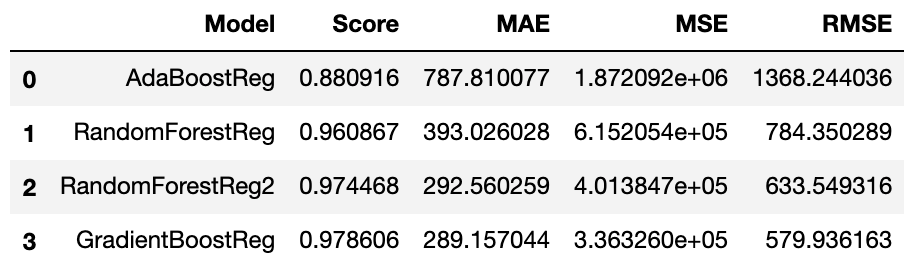 Model Score MAE MSE RMSE
0 AdaBoostReg 0.880916 787.810077 1.872092e+06 1368.244036
1 RandomForestReg 0.960867 393.026028 6.152054e+05 784.350289
2 RandomForestReg2 0.974468 292.560259 4.013847e+05 633.549316
3 GradientBoostReg 0.978606 289.157044 3.363260e+05 579.936163